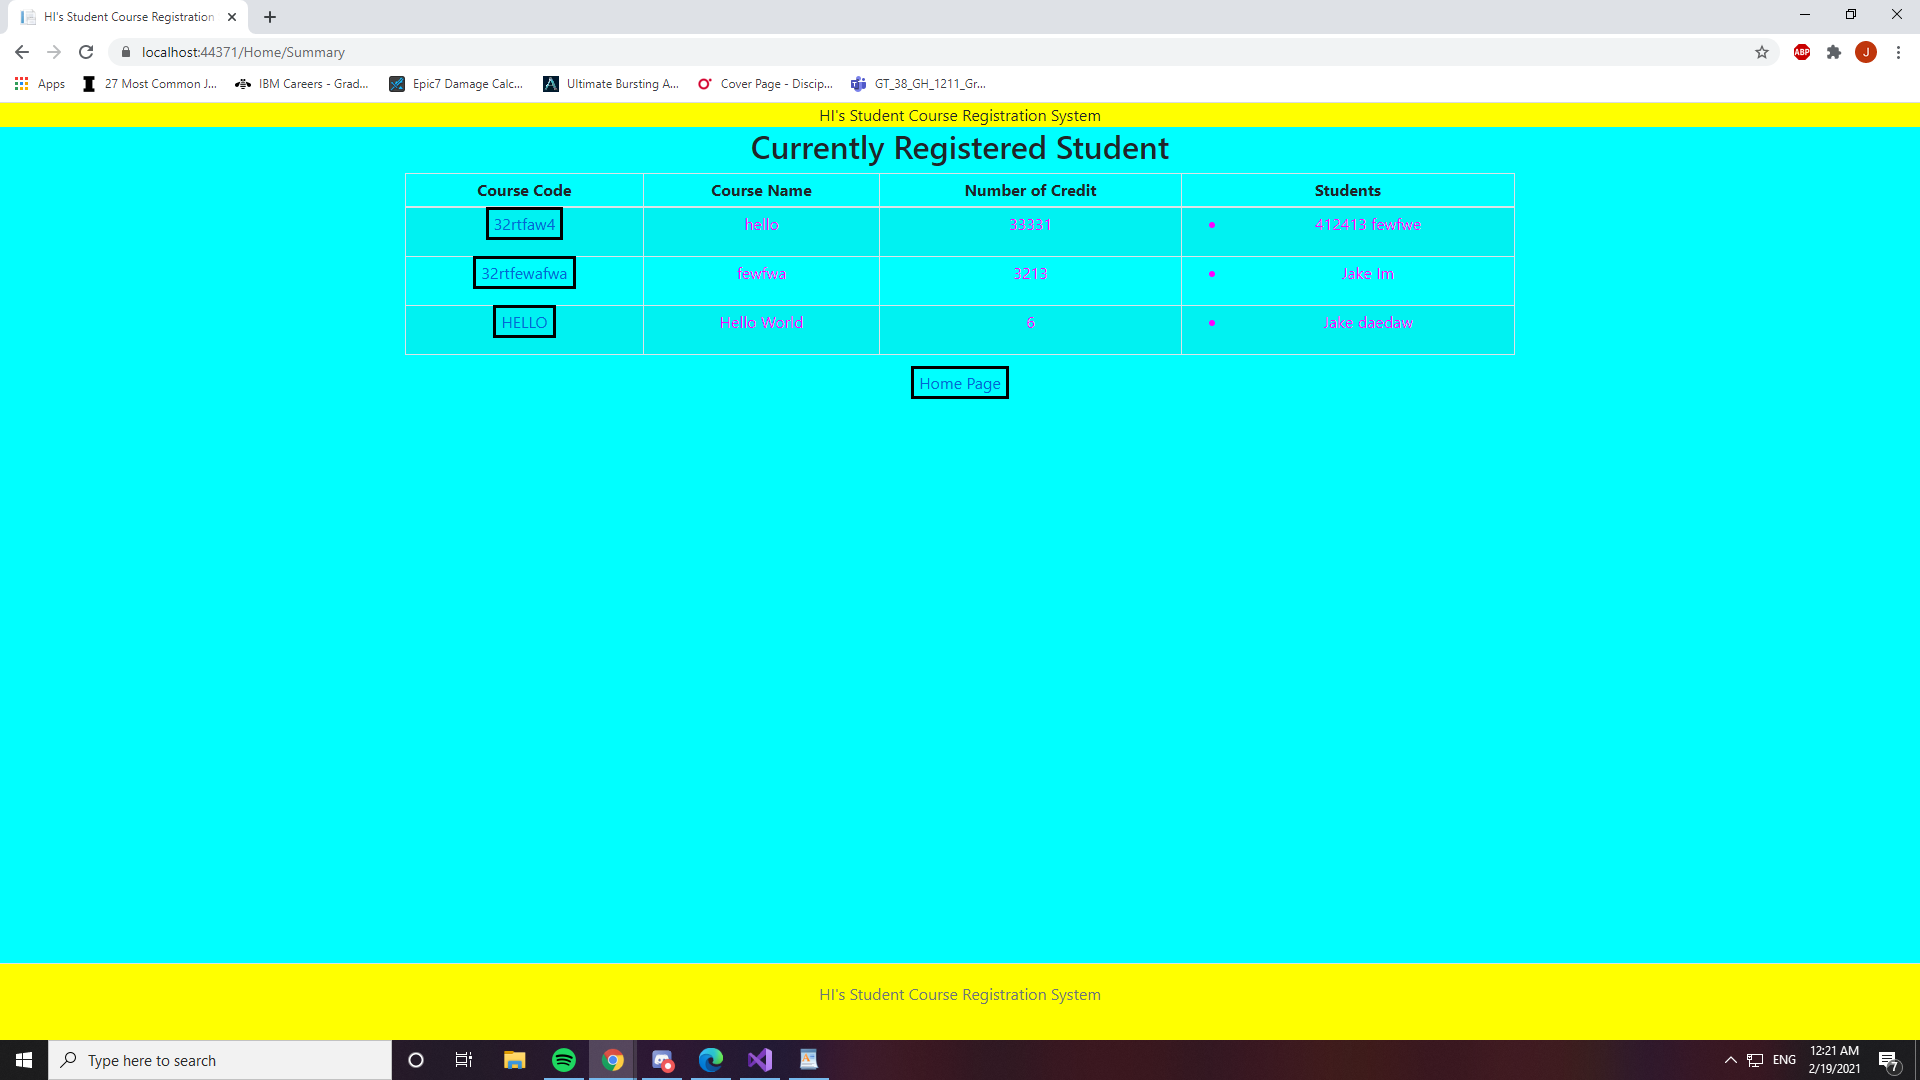 HI's Student Course Registration
localhost:44371/Home/Summary
ABP
J
Apps 27 Most Common J... IBM Careers - Grad... Epic7 Damage Calc... Ultimate Bursting A... Cover Page - Discip... GT_38_GH_1211_Gr...
HI's Student Course Registration System
Currently Registered Student
Course Code Course Name Number of Credit Students
32rtfaw4 hello 33331 412413 fewfwe
32rtfewafwa fewfwa 3213 Jake Im
HELLO Hello World 6 Jake daedaw
Home Page
HI's Student Course Registration System
Type here to search
ENG
12:21 AM
2/19/2021
7